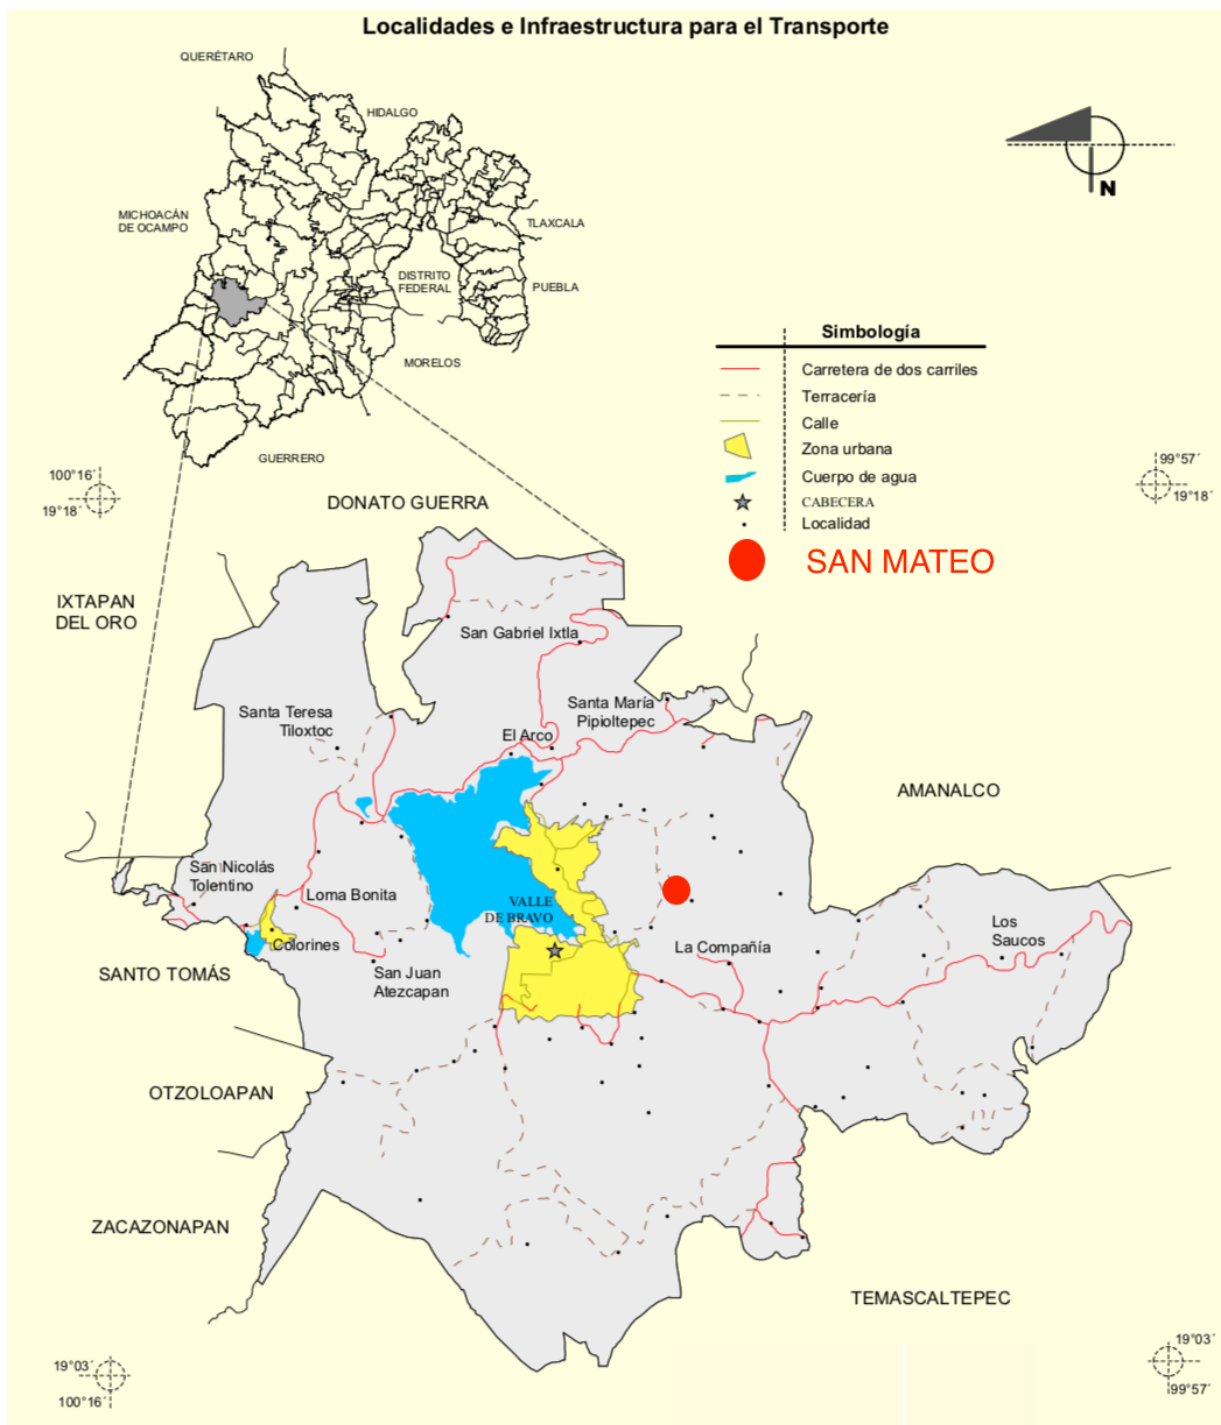 Localidades e Infraestructura para el Transporte
QUERÉTARO
HIDALGO
MICHOACÁN
DE OCAMPO
TLAXCALA
DISTRITO
FEDERAL
PUEBLA
MORELOS
GUERRERO
N
Simbología
Carretera de dos carriles
Terracería
Calle
Zona urbana
Cuerpo de agua
CABECERA
Localidad
SAN MATEO
100°16´
19°18´
99°57´
19°18´
DONATO GUERRA
IXTAPAN
DEL ORO
San Gabriel Ixtla
Santa María
Pipioltepec
Santa Teresa
Tiloxtoc
El Arco
AMANALCO
San Nicolás
Tolentino
Loma Bonita
VALLE
DE BRAVO
Colorines
La Compañía
Los
Saucos
SANTO TOMÁS
San Juan
Atezcapan
OTZOLOAPAN
ZACAZONAPAN
TEMASCALTEPEC
19°03´
100°16´
19°03´
99°57´